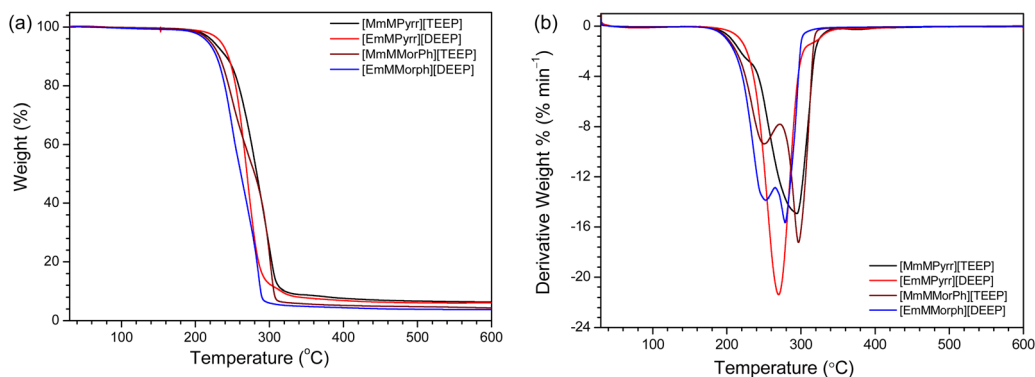 (a)
[MmMPyrr][TEEP]
[EmMPyrr][DEEP]
[MmMMorPh][TEEP]
[EmMMorph][DEEP]
100
80
60
40
20
0
Weight (%)
100
200
300
400
500
600
Temperature (°C)
(b)
0
-4
-8
-12
-16
-20
-24
Derivative Weight % (% min⁻¹)
[MmMPyrr][TEEP]
[EmMPyrr][DEEP]
[MmMMorPh][TEEP]
[EmMMorph][DEEP]
100
200
300
400
500
600
Temperature (°C)